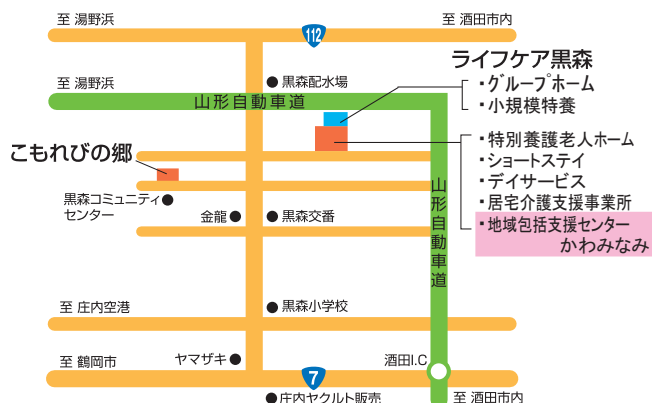 至 湯野浜
112
至 酒田市内
ライフケア黒森
至 湯野浜
黒森配水場
・グループホーム
山形自動車道
・小規模特養
・特別養護老人ホーム
こもれびの郷
・ショートステイ
・デイサービス
山形自動車道
黒森コミュニティ
センター
・居宅介護支援事業所
金龍
黒森交番
・地域包括支援センター
かわみなみ
至 庄内空港
黒森小学校
至 鶴岡市
ヤマザキ
酒田I.C
7
庄内ヤクルト販売
至 酒田市内